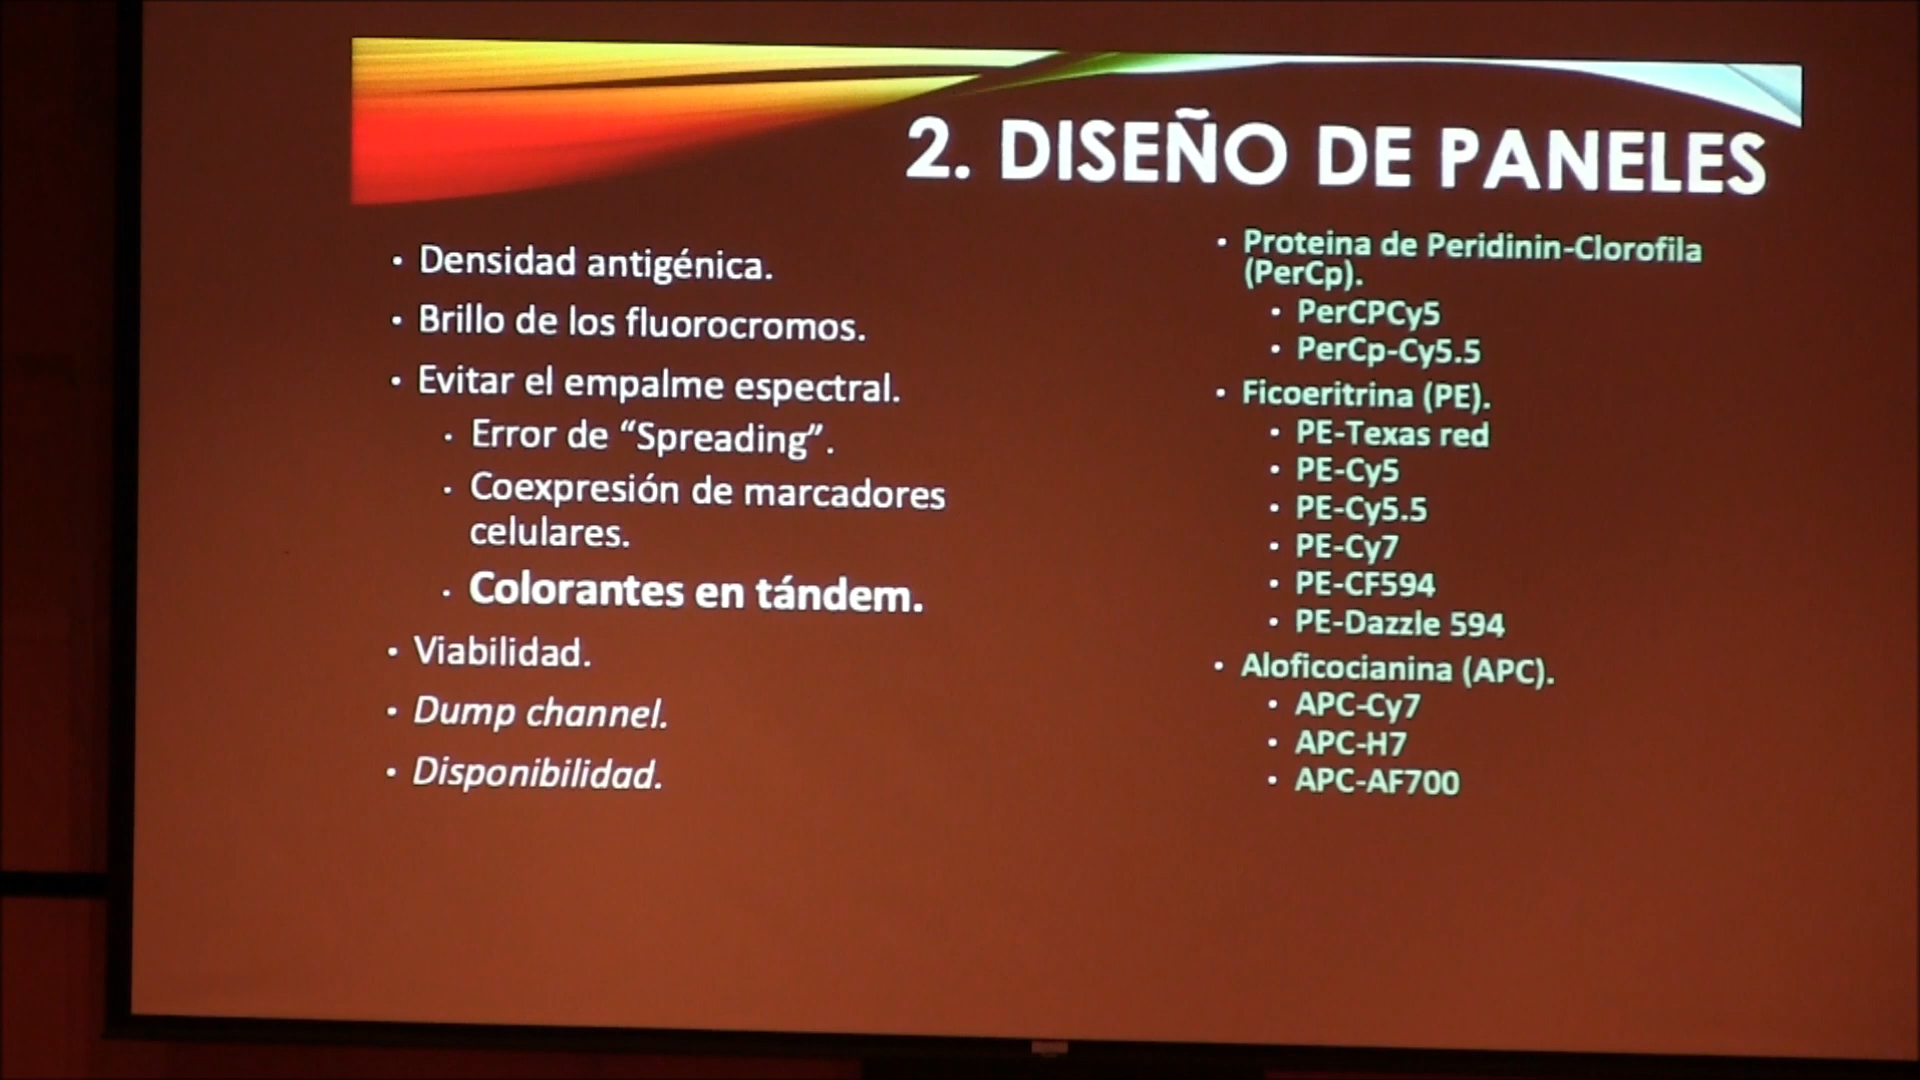 2. DISEÑO DE PANELES
• Densidad antigénica.
• Brillo de los fluorocromos.
• Evitar el empalme espectral.
• Error de “Spreading”.
• Coexpresión de marcadores
celulares.
• Colorantes en tándem.
• Viabilidad.
• Dump channel.
• Disponibilidad.
• Proteina de Peridinin-Clorofila
(PerCp).
• PerCPCy5
• PerCp-Cy5.5
• Ficoeritrina (PE).
• PE-Texas red
• PE-Cy5
• PE-Cy5.5
• PE-Cy7
• PE-CF594
• PE-Dazzle 594
• Aloficocianina (APC).
• APC-Cy7
• APC-H7
• APC-AF700